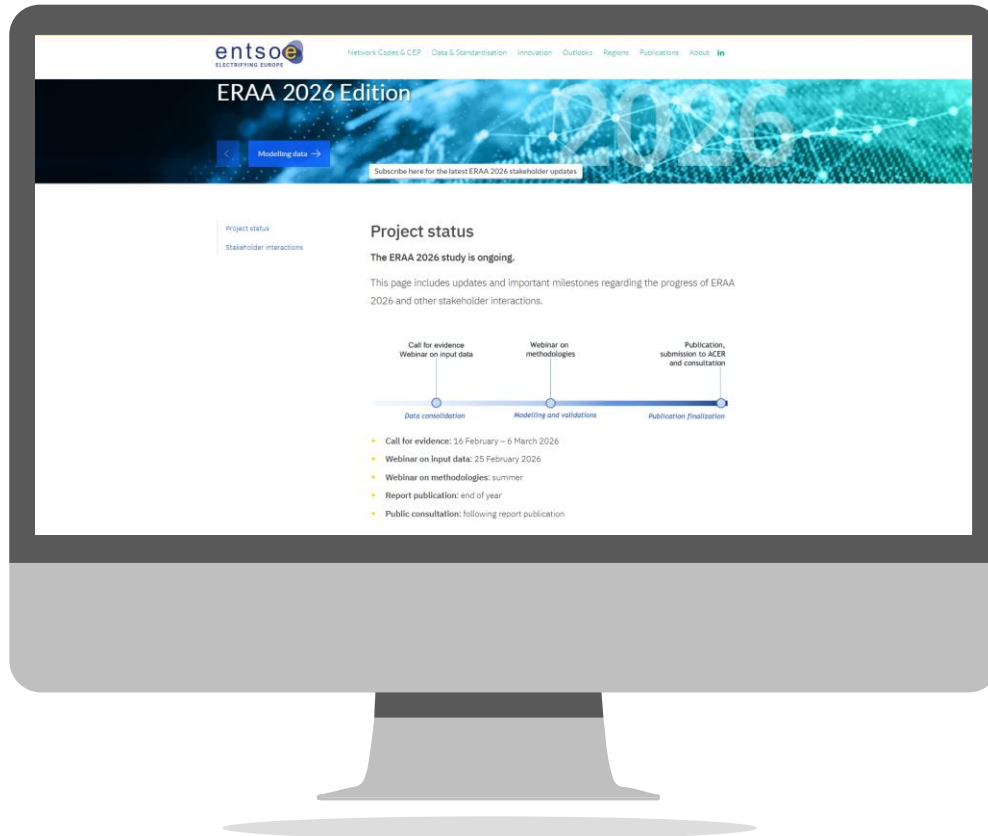 entsoe
ELECTRIFYING EUROPE
Network Codes & CEP Data & Standardisation Innovation Outlooks Regions Publications About in
ERAA 2026 Edition
2026
Modelling data →
Subscribe here for the latest ERAA 2026 stakeholder updates
Project status
Stakeholder interactions
Project status
The ERAA 2026 study is ongoing.
This page includes updates and important milestones regarding the progress of ERAA
2026 and other stakeholder interactions.
Call for evidence
Webinar on input data
Webinar on
methodologies
Publication,
submission to ACER
and consultation
Data consolidation
Modelling and validations
Publication finalization
Call for evidence: 16 February – 6 March 2026
Webinar on input data: 25 February 2026
Webinar on methodologies: summer
Report publication: end of year
Public consultation: following report publication